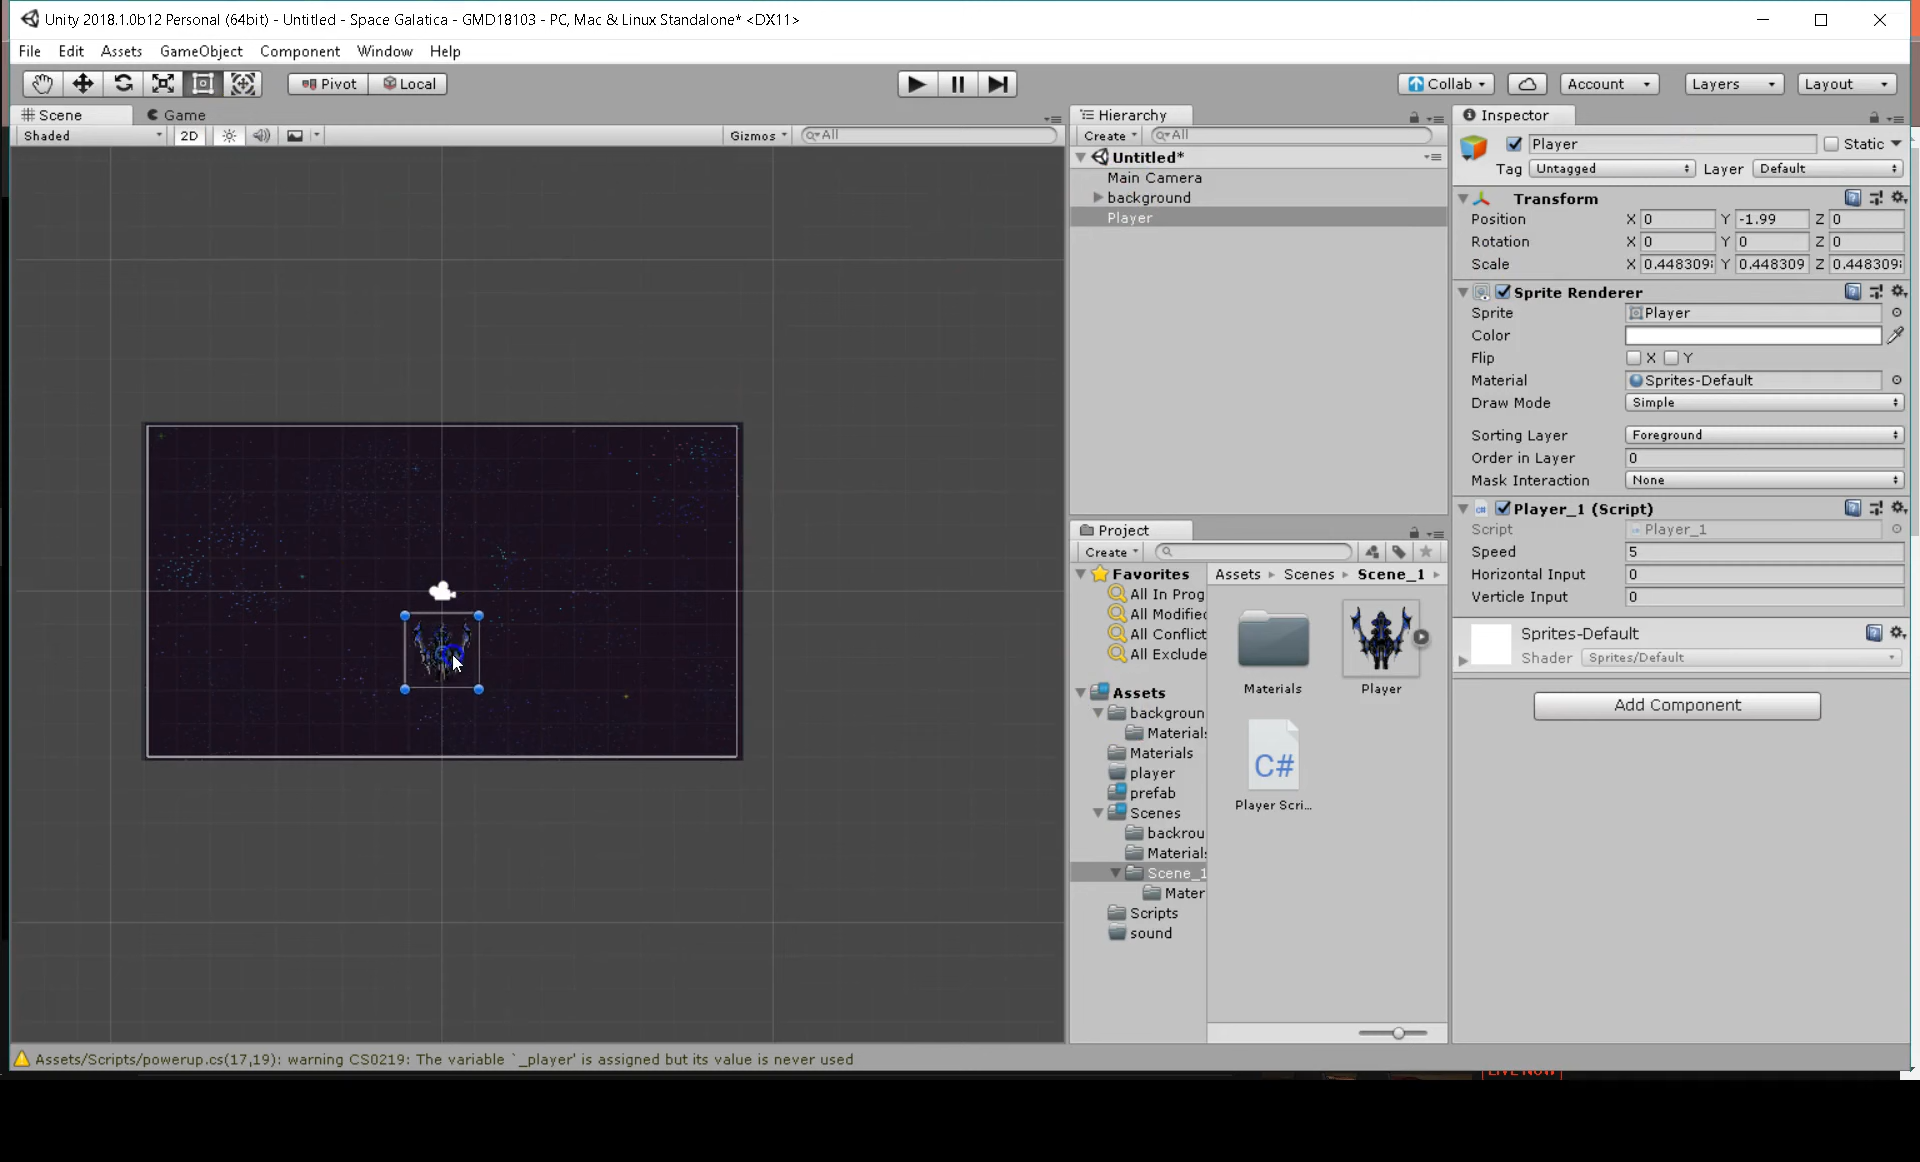 Unity 2018.1.0b12 Personal (64bit) - Untitled - Space Galatica - GMD18103 - PC, Mac & Linux Standalone* <DX11>
File Edit Assets GameObject Component Window Help
Pivot Local Collab Account Layers Layout
Scene Game
Shaded 2D Gizmos All
Hierarchy
Create All
Untitled*
Main Camera
background
Player
Project
Create
Favorites
All In Prog
All Modified
All Conflict
All Exclude
Assets
backgroun
Materials
Materials
player
prefab
Scenes
backrou
Materials
Scene_1
Mater
Scripts
sound
Assets Scenes Scene_1
Materials Player
C#
Player Scri...
Inspector
Player Static
Tag Untagged Layer Default
Transform
Position X 0 Y -1.99 Z 0
Rotation X 0 Y 0 Z 0
Scale X 0.448309 Y 0.448309 Z 0.448309
Sprite Renderer
Sprite Player
Color
Flip X Y
Material Sprites-Default
Draw Mode Simple
Sorting Layer Foreground
Order in Layer 0
Mask Interaction None
Player_1 (Script)
Script Player_1
Speed 5
Horizontal Input 0
Verticle Input 0
Sprites-Default
Shader Sprites/Default
Add Component
Assets/Scripts/powerup.cs(17,19): warning CS0219: The variable `_player' is assigned but its value is never used
LIVE NOW